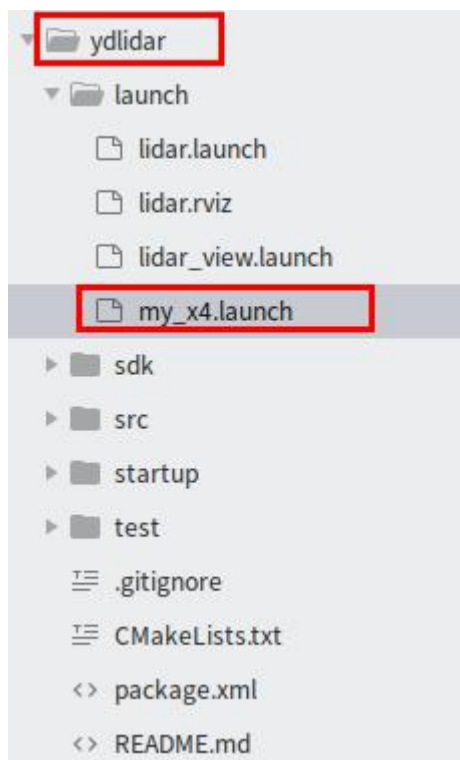 ydlidar
launch
lidar.launch
lidar.rviz
lidar_view.launch
my_x4.launch
sdk
src
startup
test
.gitignore
CMakeLists.txt
package.xml
README.md